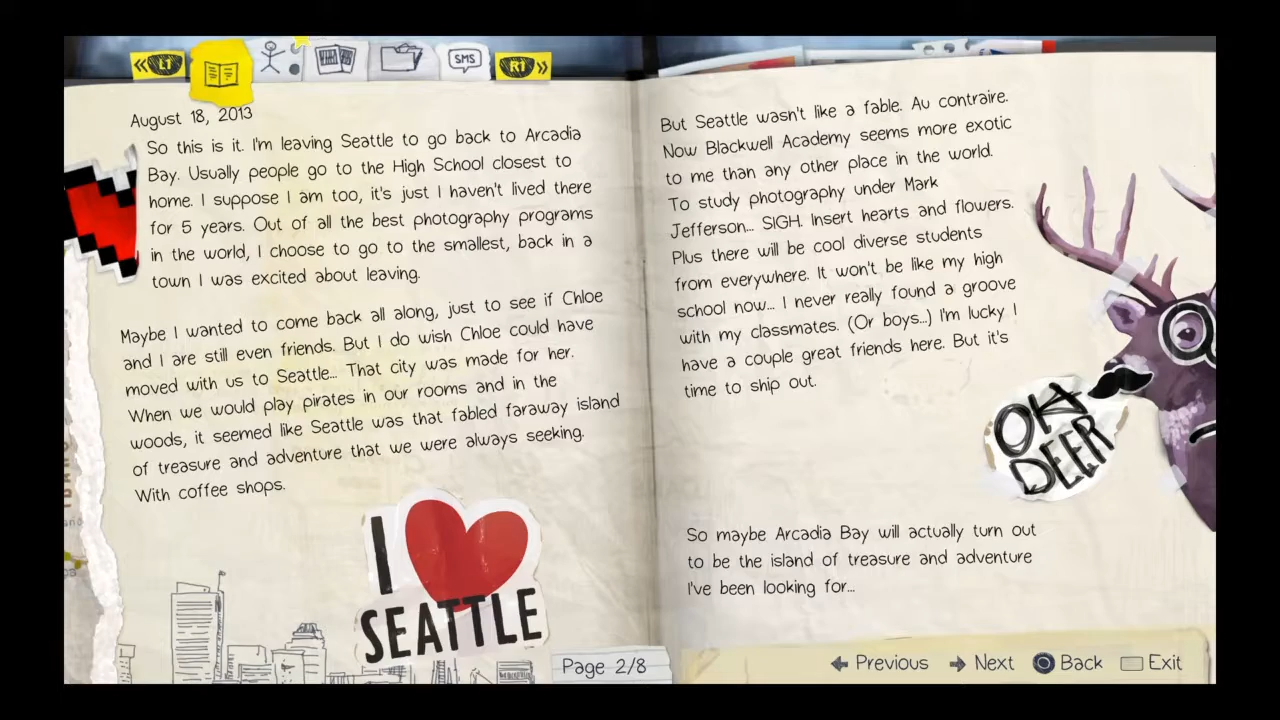 LT
SMS
R1
August 18, 2013
So this is it. I'm leaving Seattle to go back to Arcadia
Bay. Usually people go to the High School closest to
home. I suppose I am too, it's just I haven't lived there
for 5 years. Out of all the best photography programs
in the world, I choose to go to the smallest, back in a
town I was excited about leaving.
Maybe I wanted to come back all along, just to see if Chloe
and I are still even friends. But I do wish Chloe could have
moved with us to Seattle... That city was made for her.
When we would play pirates in our rooms and in the
woods, it seemed like Seattle was that fabled faraway island
of treasure and adventure that we were always seeking.
With coffee shops.
I
SEATTLE
Page 2/8
But Seattle wasn't like a fable. Au contraire.
Now Blackwell Academy seems more exotic
to me than any other place in the world.
To study photography under Mark
Jefferson... SIGH. Insert hearts and flowers.
Plus there will be cool diverse students
from everywhere. It won't be like my high
school now... I never really found a groove
with my classmates. (Or boys...) I'm lucky I
have a couple great friends here. But it's
time to ship out.
OH
DEER
So maybe Arcadia Bay will actually turn out
to be the island of treasure and adventure
I've been looking for...
Previous Next Back Exit